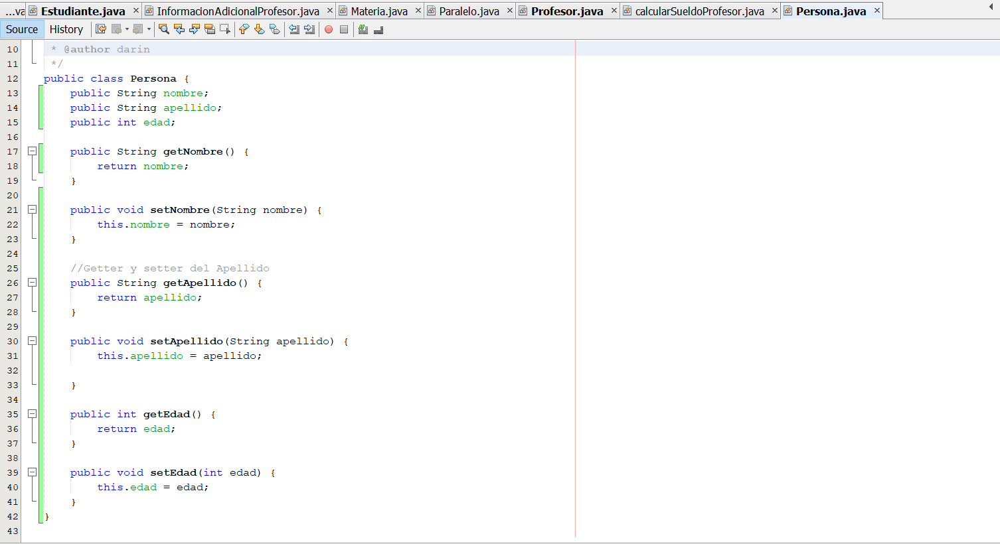 ...va Estudiante.java × InformacionAdicionalProfesor.java × Materia.java × Paralelo.java × Profesor.java × calcularSueldoProfesor.java × Persona.java ×
Source History
10 * @author darin
11 */
12 public class Persona {
13 public String nombre;
14 public String apellido;
15 public int edad;
16
17 public String getNombre() {
18 return nombre;
19 }
20
21 public void setNombre(String nombre) {
22 this.nombre = nombre;
23 }
24
25 //Getter y setter del Apellido
26 public String getApellido() {
27 return apellido;
28 }
29
30 public void setApellido(String apellido) {
31 this.apellido = apellido;
32
33 }
34
35 public int getEdad() {
36 return edad;
37 }
38
39 public void setEdad(int edad) {
40 this.edad = edad;
41 }
42 }
43